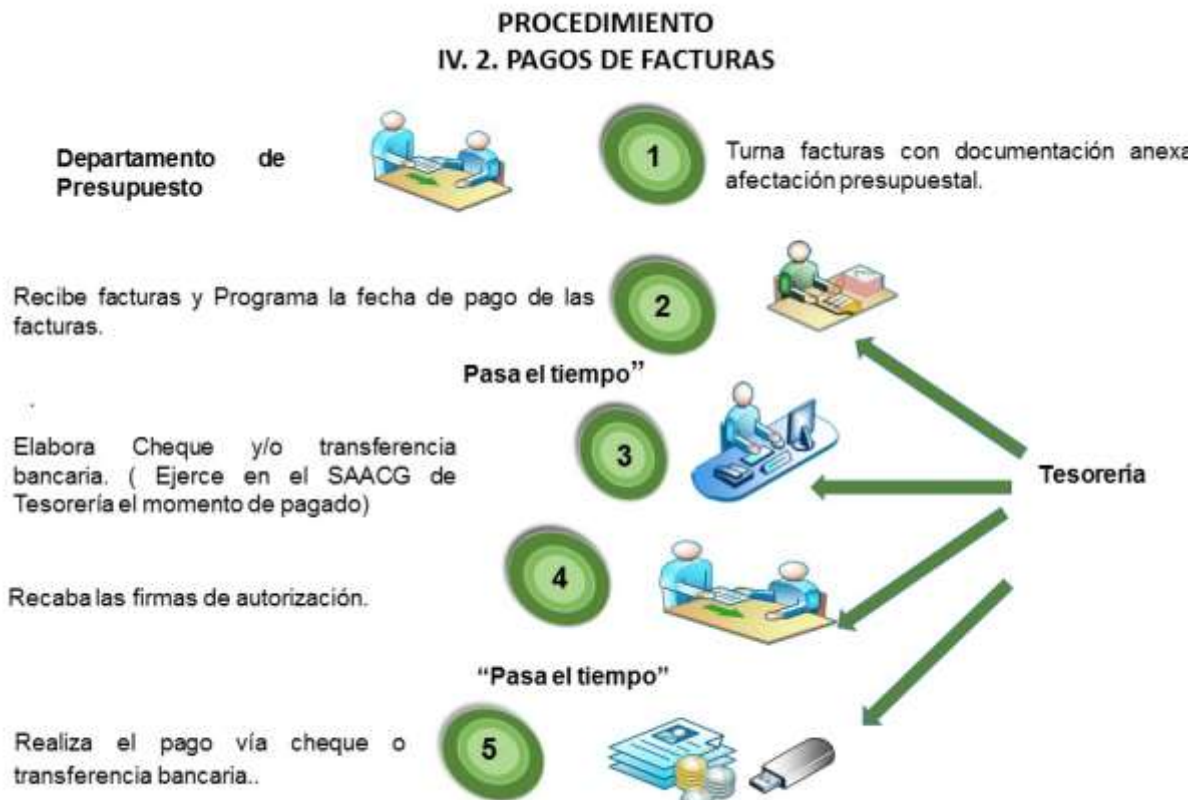 PROCEDIMIENTO
IV. 2. PAGOS DE FACTURAS
Departamento de
Presupuesto
1
Turna facturas con documentación anexa
afectación presupuestal.
Recibe facturas y Programa la fecha de pago de las
facturas.
2
Pasa el tiempo”
.
Elabora Cheque y/o transferencia
bancaria. ( Ejerce en el SAACG de
Tesorería el momento de pagado)
3
Tesorería
4
Recaba las firmas de autorización.
“Pasa el tiempo”
Realiza el pago vía cheque o
transferencia bancaria..
5